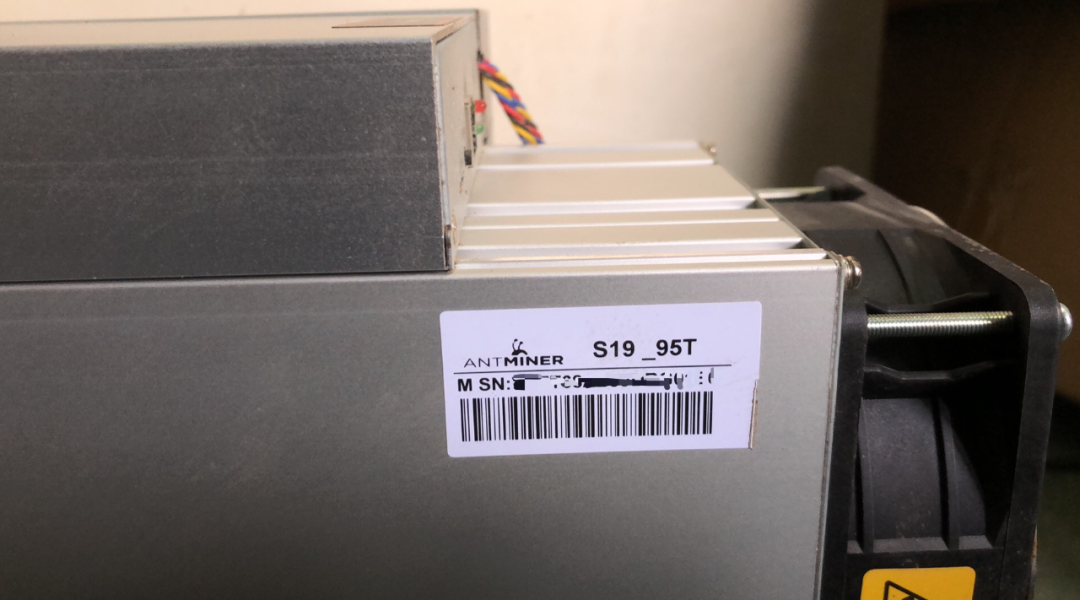 ANTMINER S19 _95T
M SN: